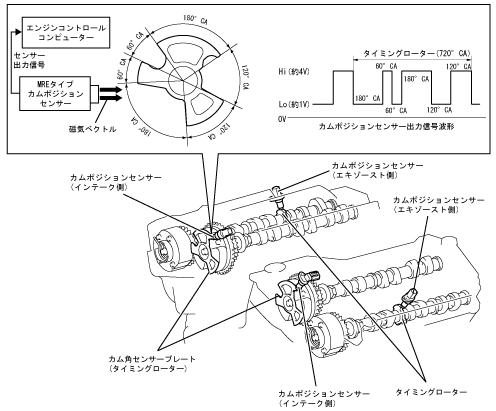 エンジンコントロール
コンピューター
センサー
出力信号
MREタイプ
カムポジション
センサー
磁気ベクトル
180° CA
60° CA
60° CA
120° CA
180° CA
120° CA
タイミングローター(720° CA)
Hi(約4V)
60° CA
180° CA
120° CA
Lo(約1V)
180° CA
60° CA
120° CA
0V
カムポジションセンサー出力信号波形
カムポジションセンサー
(インテーク側)
カムポジションセンサー
(エキゾースト側)
カムポジションセンサー
(エキゾースト側)
カム角センサープレート
(タイミングローター)
カムポジションセンサー
(インテーク側)
タイミングローター